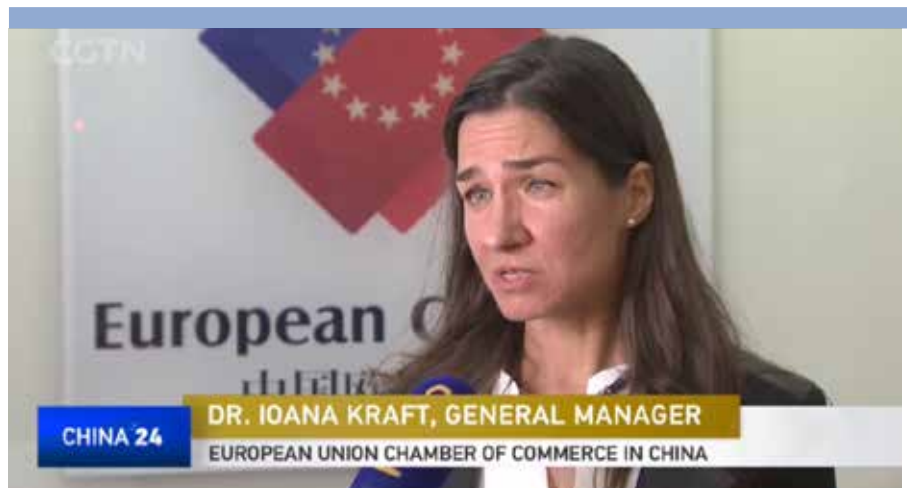 CGTN
European
DR. IOANA KRAFT, GENERAL MANAGER
CHINA 24
EUROPEAN UNION CHAMBER OF COMMERCE IN CHINA